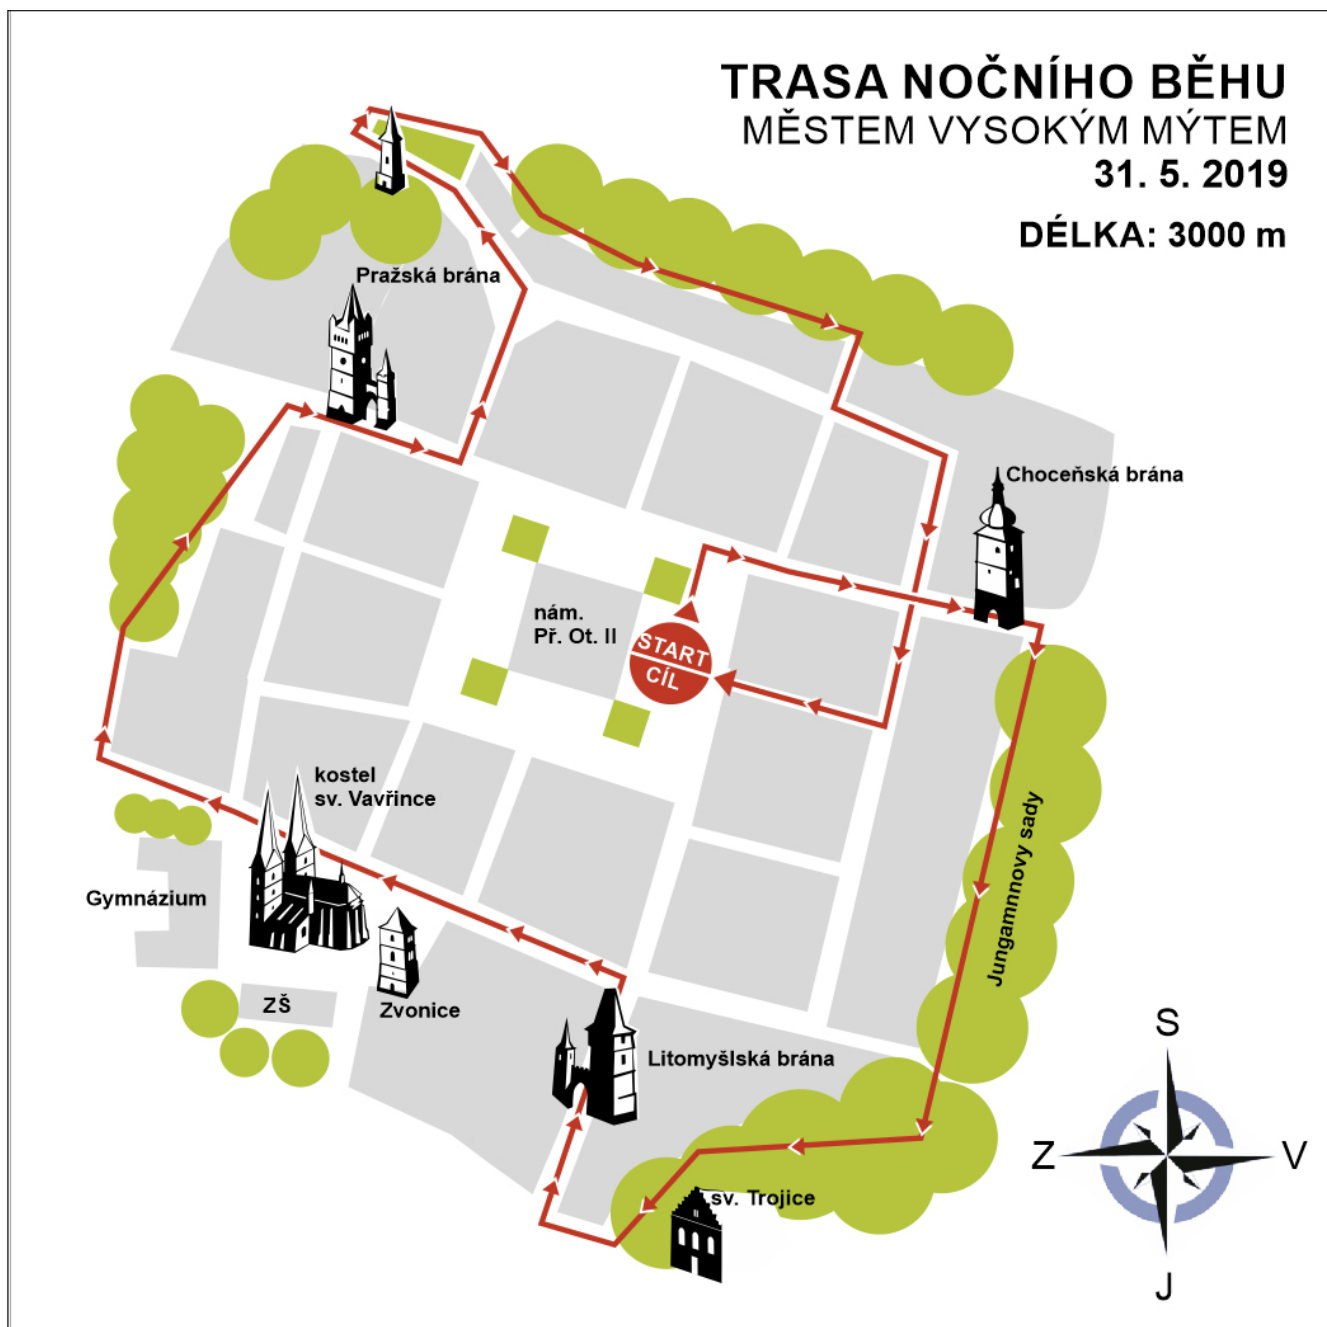 TRASA NOČNÍHO BĚHU
MĚSTEM VYSOKÝM MÝTEM
31. 5. 2019
DÉLKA: 3000 m
Pražská brána
Choceňská brána
nám.
Př. Ot. II
START
CÍL
kostel
sv. Vavřince
Jungamnnovy sady
Gymnázium
ZŠ
Zvonice
Litomyšlská brána
sv. Trojice
S
Z
V
J